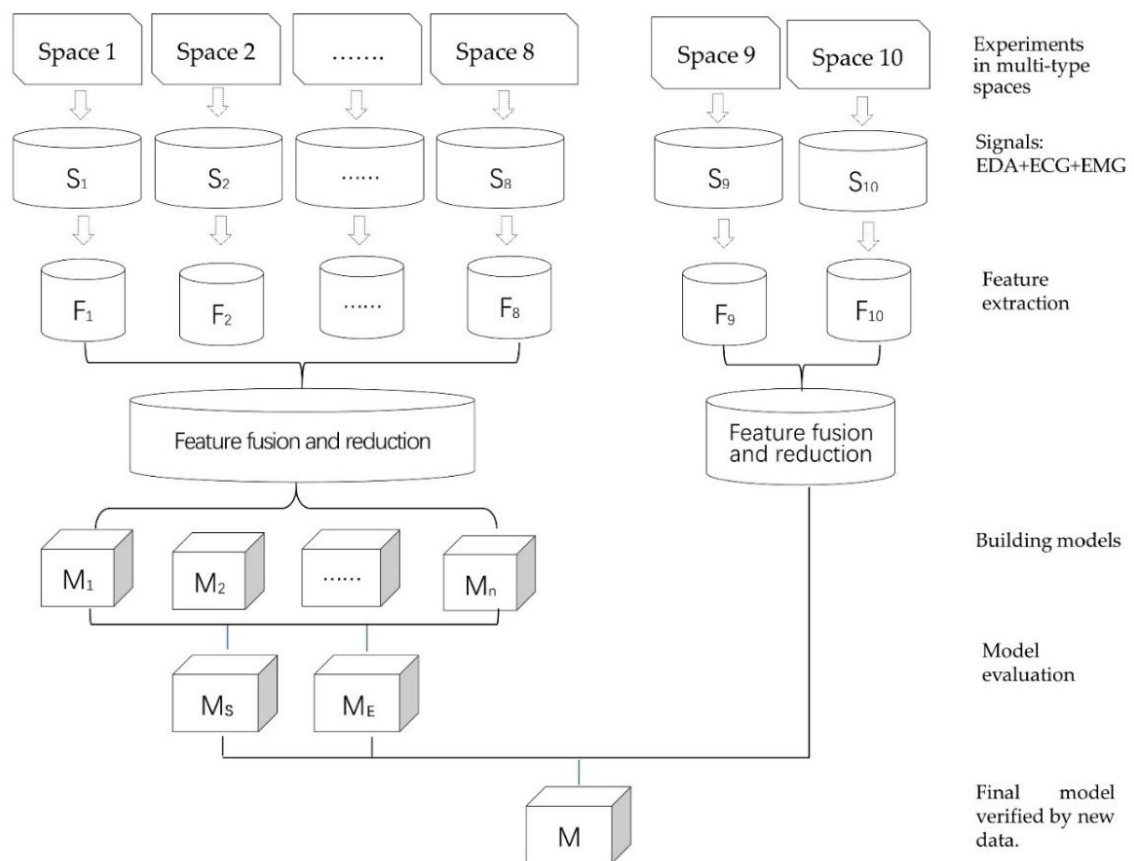 Space 1
Space 2
.......
Space 8
Space 9
Space 10
Experiments
in multi-type
spaces
S1
S2
......
S8
S9
S10
Signals:
EDA+ECG+EMG
F1
F2
......
F8
F9
F10
Feature
extraction
Feature fusion and reduction
Feature fusion
and reduction
M1
M2
......
Mn
Building models
MS
ME
Model
evaluation
M
Final model
verified by new
data.